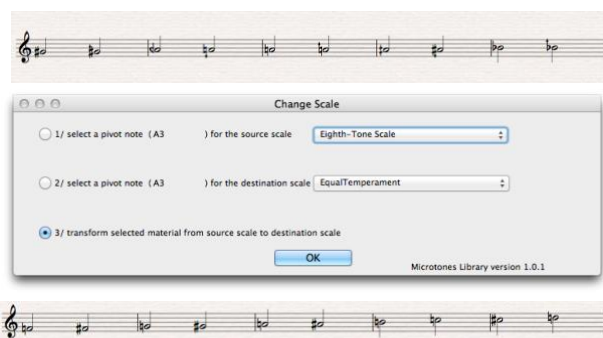 Change Scale
1/ select a pivot note ( A3 ) for the source scale Eighth-Tone Scale
2/ select a pivot note ( A3 ) for the destination scale EqualTemperament
3/ transform selected material from source scale to destination scale
OK
Microtones Library version 1.0.1